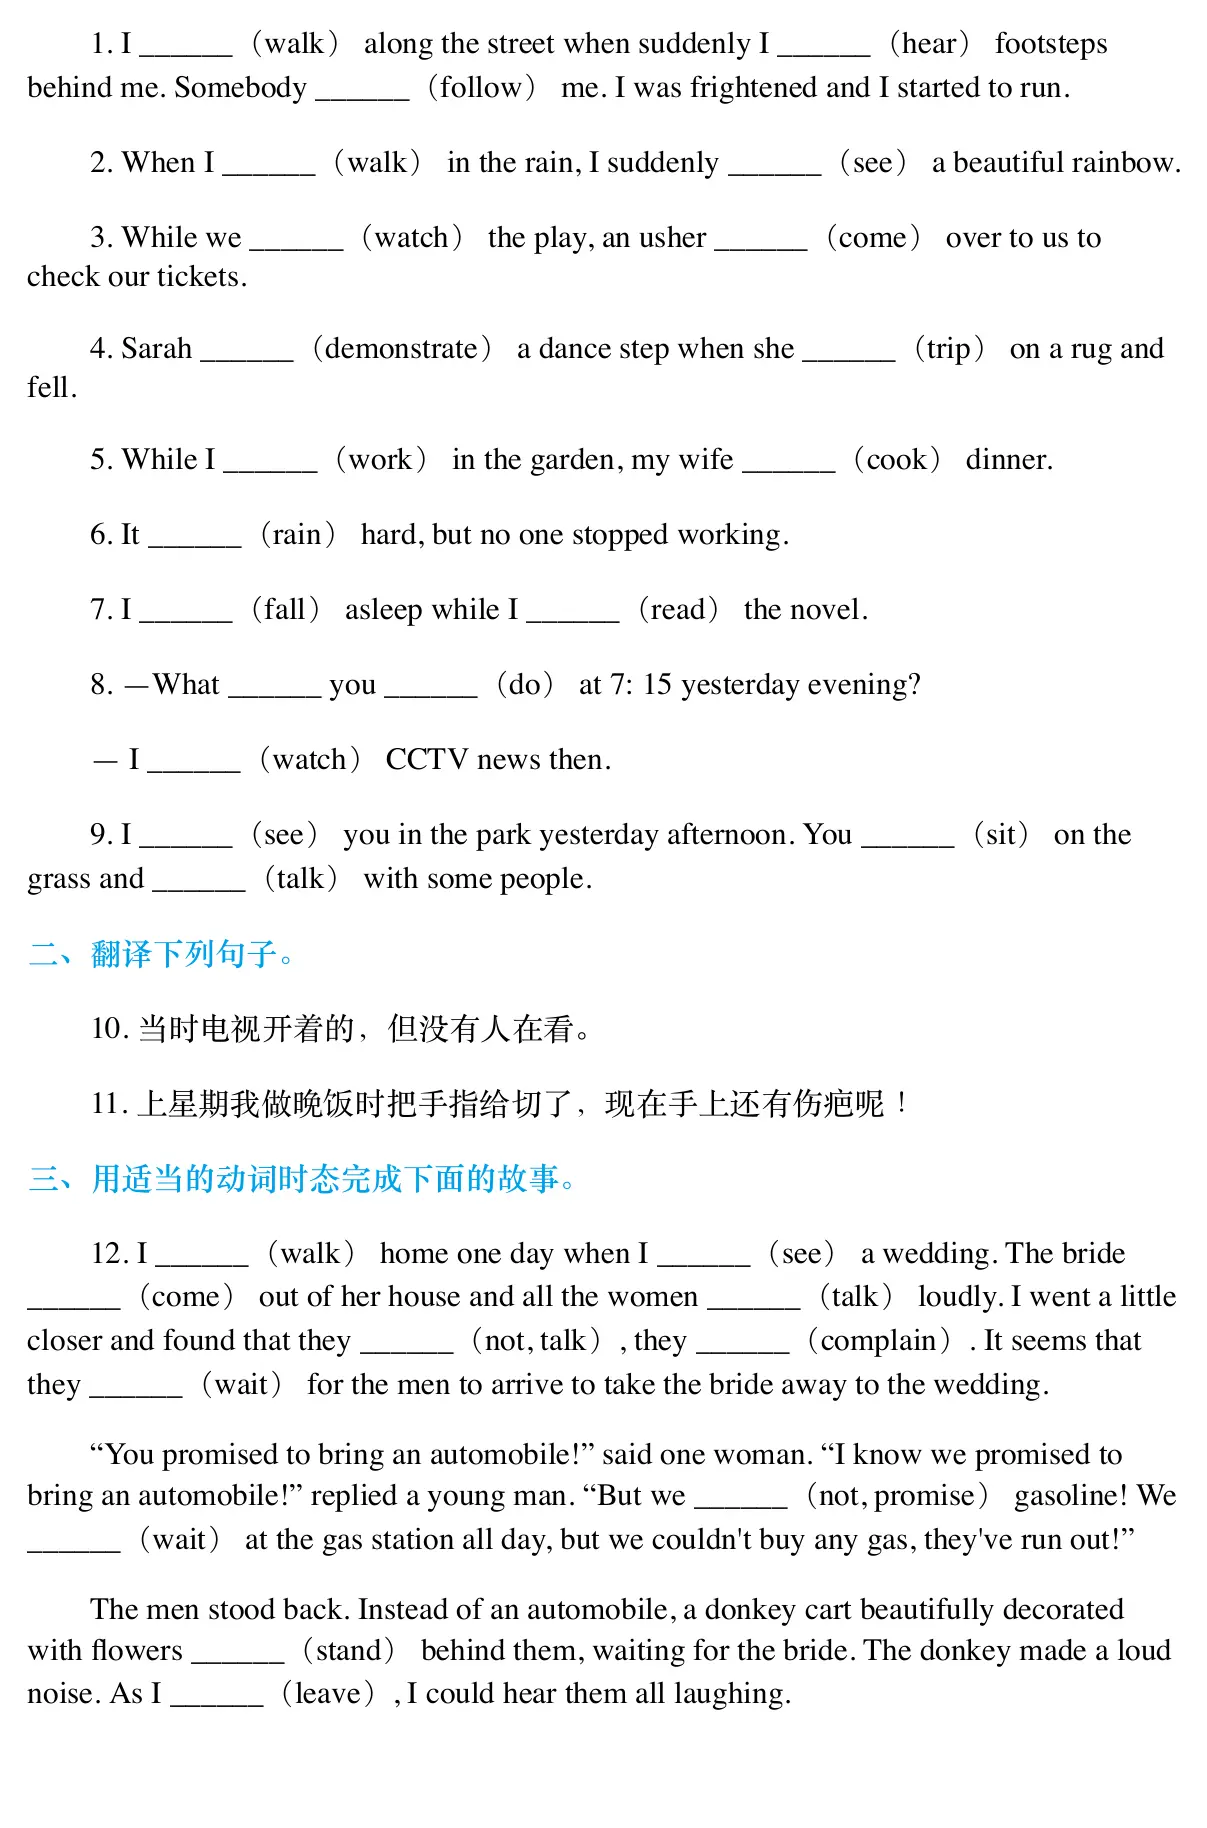 1. I ______（walk） along the street when suddenly I ______（hear） footsteps
behind me. Somebody ______（follow） me. I was frightened and I started to run.
2. When I ______（walk） in the rain, I suddenly ______（see） a beautiful rainbow.
3. While we ______（watch） the play, an usher ______（come） over to us to
check our tickets.
4. Sarah ______（demonstrate） a dance step when she ______（trip） on a rug and
fell.
5. While I ______（work） in the garden, my wife ______（cook） dinner.
6. It ______（rain） hard, but no one stopped working.
7. I ______（fall） asleep while I ______（read） the novel.
8. —What ______ you ______（do） at 7: 15 yesterday evening?
— I ______（watch） CCTV news then.
9. I ______（see） you in the park yesterday afternoon. You ______（sit） on the
grass and ______（talk） with some people.
二、翻译下列句子。
10. 当时电视开着的，但没有人在看。
11. 上星期我做晚饭时把手指给切了，现在手上还有伤疤呢！
三、用适当的动词时态完成下面的故事。
12. I ______（walk） home one day when I ______（see） a wedding. The bride
______（come） out of her house and all the women ______（talk） loudly. I went a little
closer and found that they ______（not, talk）, they ______（complain）. It seems that
they ______（wait） for the men to arrive to take the bride away to the wedding.
“You promised to bring an automobile!” said one woman. “I know we promised to
bring an automobile!” replied a young man. “But we ______（not, promise） gasoline! We
______（wait） at the gas station all day, but we couldn't buy any gas, they've run out!”
The men stood back. Instead of an automobile, a donkey cart beautifully decorated
with flowers ______（stand） behind them, waiting for the bride. The donkey made a loud
noise. As I ______（leave）, I could hear them all laughing.